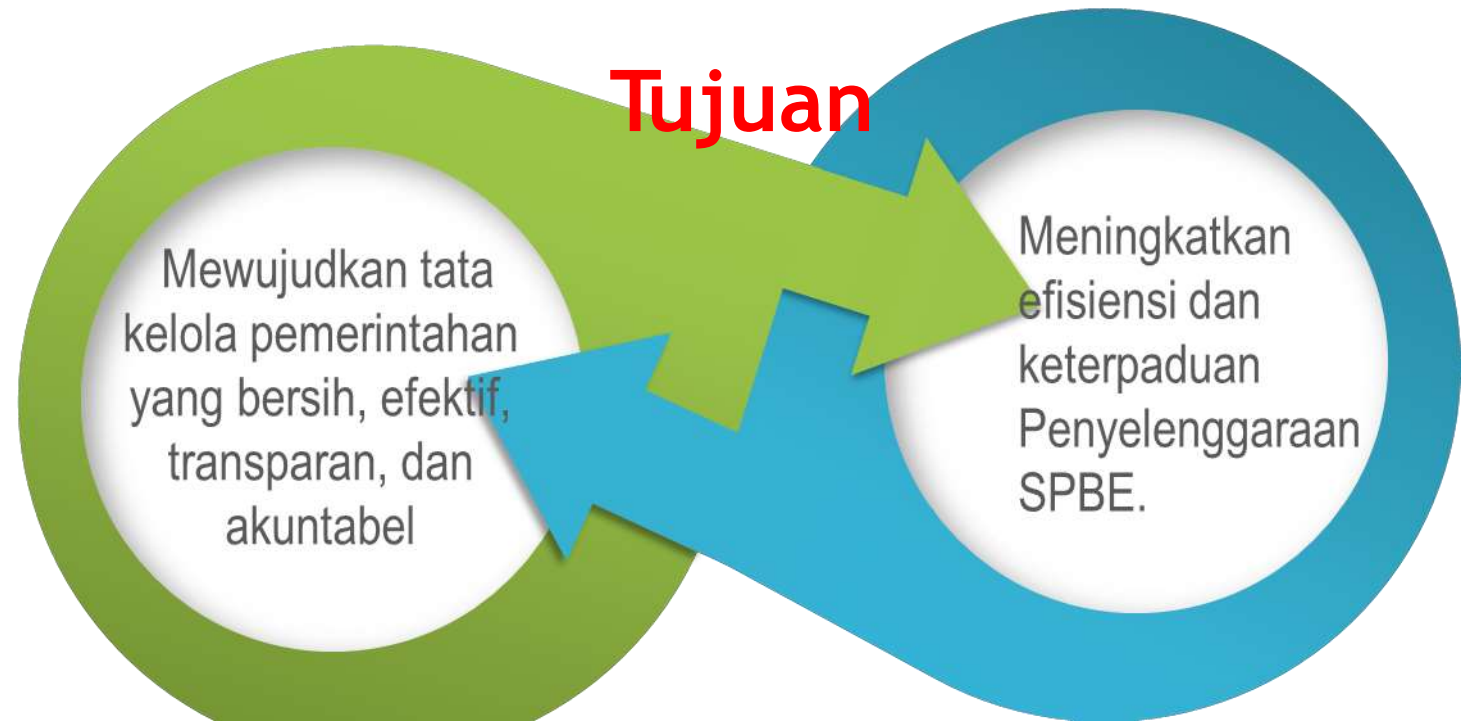 Tujuan
Mewujudkan tata
kelola pemerintahan
yang bersih, efektif,
transparan, dan
akuntabel
Meningkatkan
efisiensi dan
keterpaduan
Penyelenggaraan
SPBE.